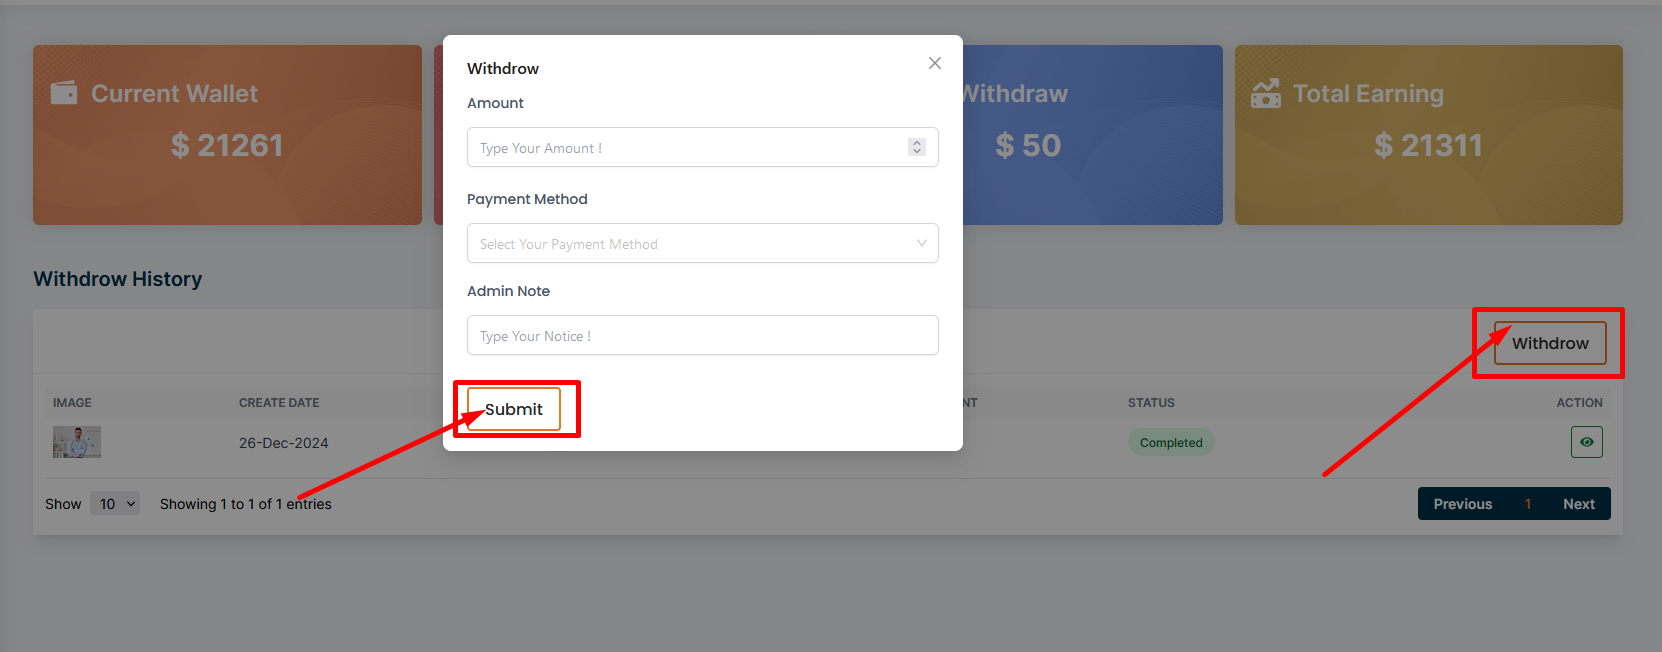 Current Wallet
$ 21261
Withdraw
$ 50
Total Earning
$ 21311
Withdrow
Amount
Type Your Amount !
Payment Method
Select Your Payment Method
Admin Note
Type Your Notice !
Submit
Withdrow History
Withdrow
IMAGE CREATE DATE STATUS ACTION
26-Dec-2024 Completed
Show 10 Showing 1 to 1 of 1 entries Previous 1 Next